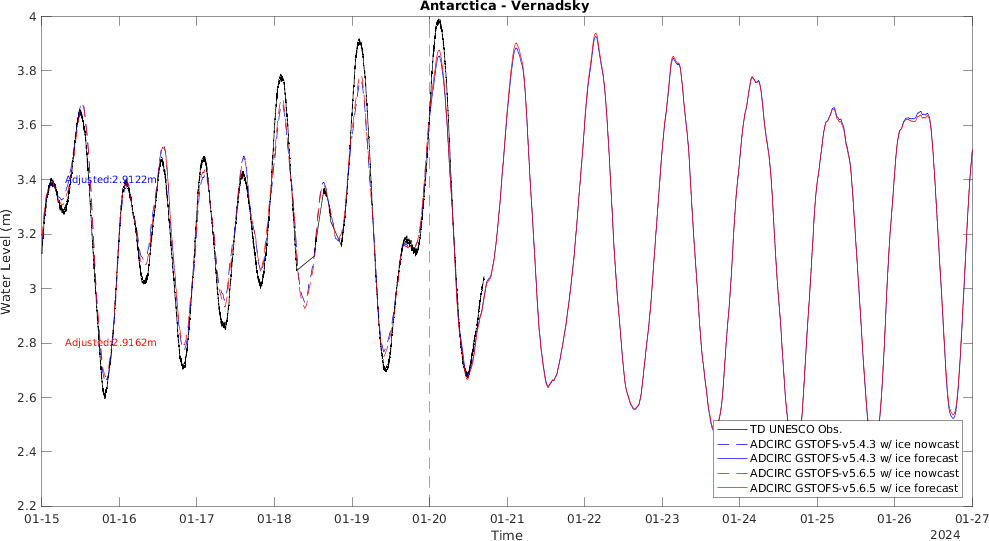 Antarctica - Vernadsky
4
3.8
3.6
3.4
3.2
3
2.8
2.6
2.4
2.2
Water Level (m)
Adjusted:2.9122m
Adjusted:2.9162m
TD UNESCO Obs.
ADCIRC GSTOFS-v5.4.3 w/ ice nowcast
ADCIRC GSTOFS-v5.4.3 w/ ice forecast
ADCIRC GSTOFS-v5.6.5 w/ ice nowcast
ADCIRC GSTOFS-v5.6.5 w/ ice forecast
01-15 01-16 01-17 01-18 01-19 01-20 01-21 01-22 01-23 01-24 01-25 01-26 01-27
Time
2024